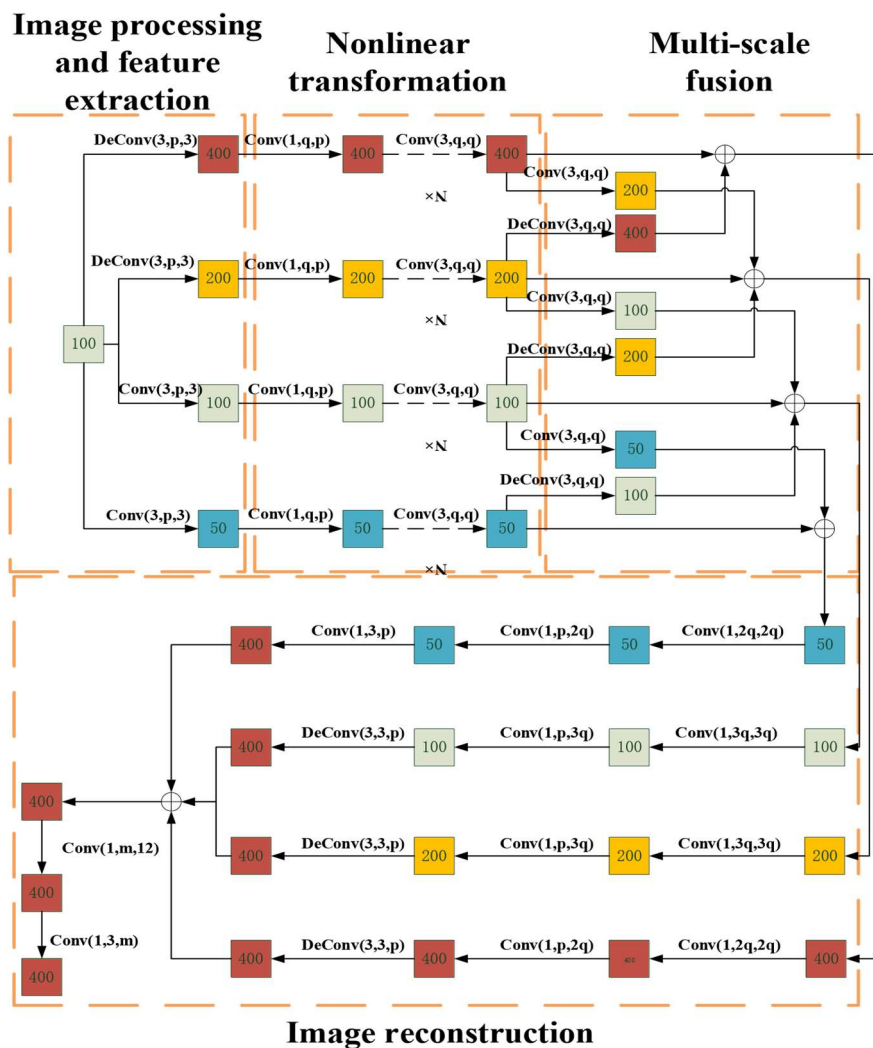 Image processing
and feature
extraction
Nonlinear
transformation
Multi-scale
fusion
DeConv(3,p,3)
400
Conv(1,q,p)
400
Conv(3,q,q)
400
Conv(3,q,q)
200
N×
DeConv(3,q,q)
400
DeConv(3,p,3)
200
Conv(1,q,p)
200
Conv(3,q,q)
200
Conv(3,q,q)
100
N×
100
DeConv(3,q,q)
200
Conv(3,p,3)
100
Conv(1,q,p)
100
Conv(3,q,q)
100
Conv(3,q,q)
50
N×
DeConv(3,q,q)
100
Conv(3,p,3)
50
Conv(1,q,p)
50
Conv(3,q,q)
50
N×
400
Conv(1,3,p)
50
Conv(1,p,2q)
50
Conv(1,2q,2q)
50
400
DeConv(3,3,p)
100
Conv(1,p,3q)
100
Conv(1,3q,3q)
100
400
Conv(1,m,12)
400
DeConv(3,3,p)
200
Conv(1,p,3q)
200
Conv(1,3q,3q)
200
400
Conv(1,3,m)
400
400
DeConv(3,3,p)
400
Conv(1,p,2q)
400
Conv(1,2q,2q)
400
Image reconstruction